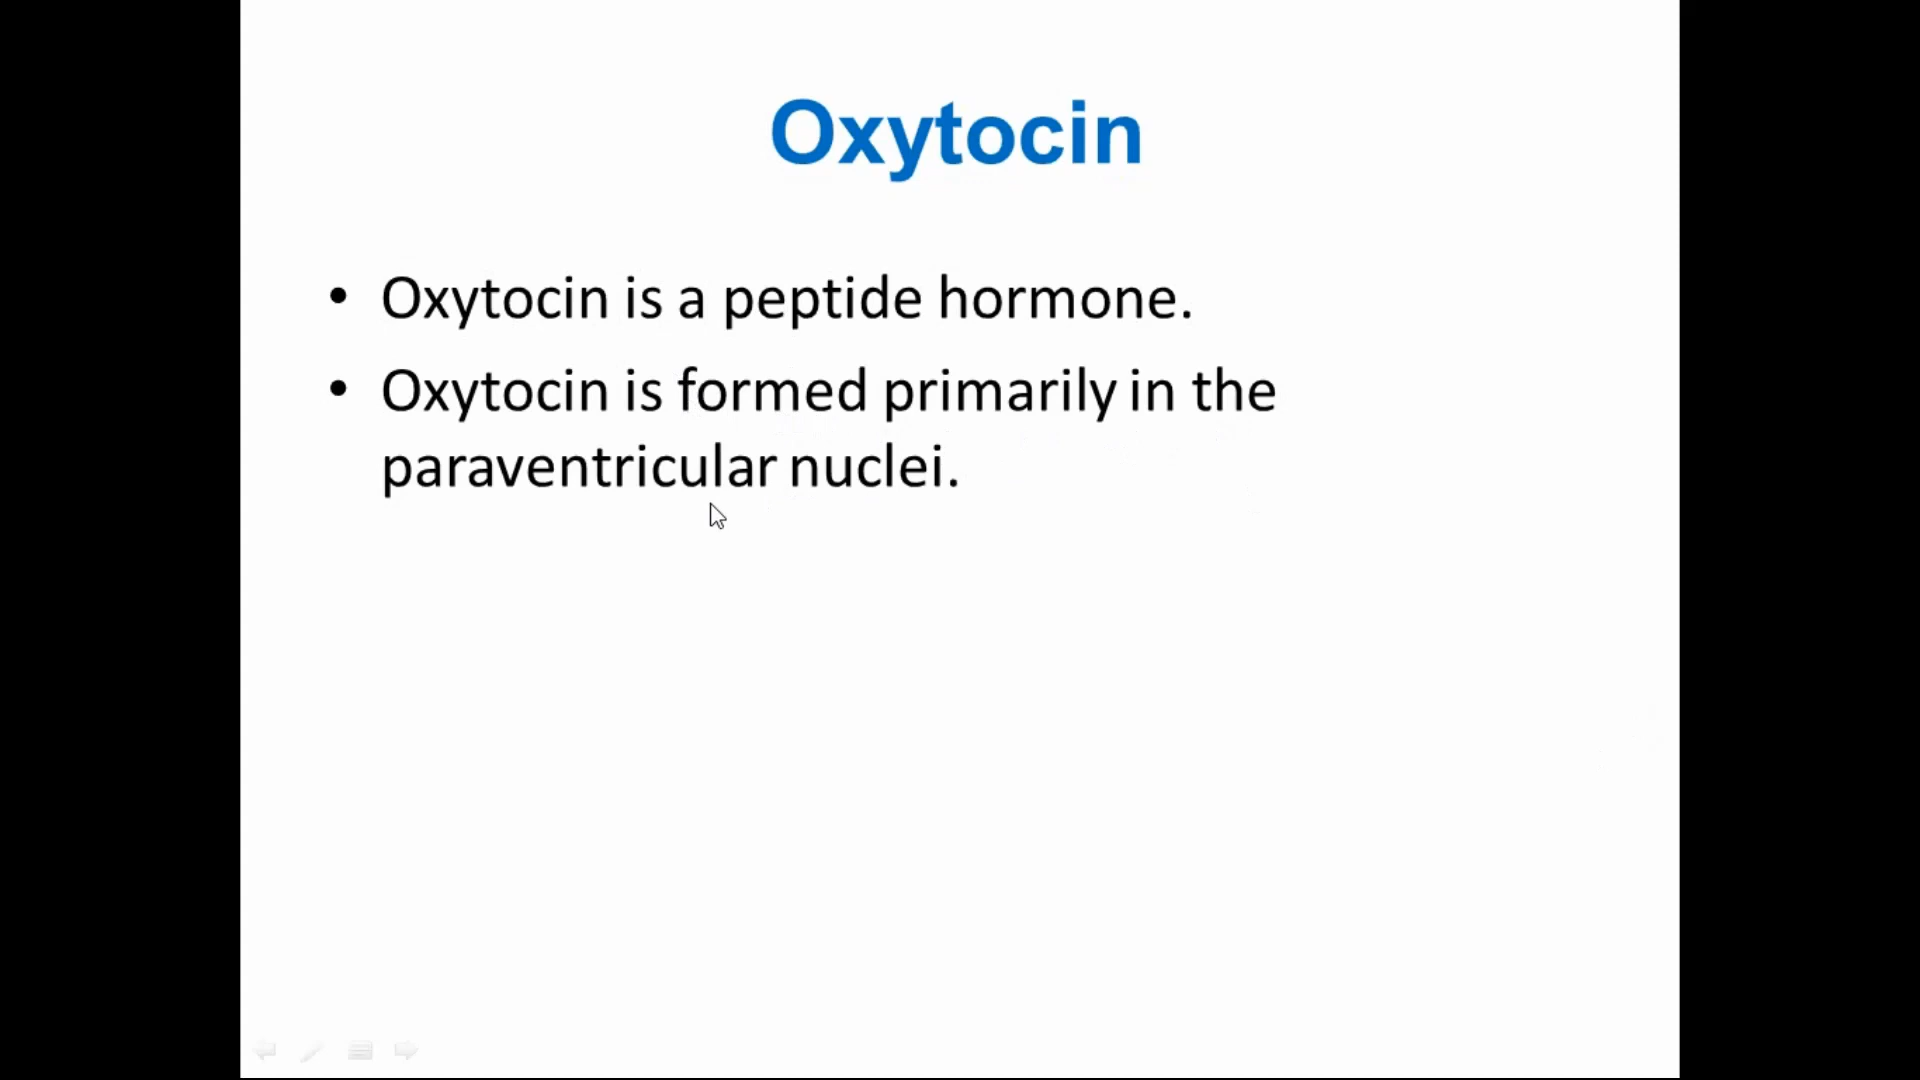 Oxytocin
• Oxytocin is a peptide hormone.
• Oxytocin is formed primarily in the
paraventricular nuclei.